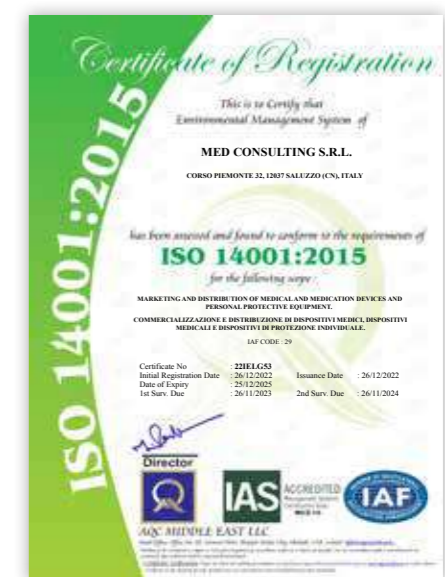 Certificate of Registration
This is to Certify that
Environmental Management System of
MED CONSULTING S.R.L.
CORSO PIEMONTE 32, 12037 SALUZZO (CN), ITALY
has been assessed and found to conform to the requirements of
ISO 14001:2015
for the following scope
MARKETING AND DISTRIBUTION OF MEDICAL AND MEDICATION DEVICES AND
PERSONAL PROTECTIVE EQUIPMENT.
COMMERCIALIZZAZIONE E DISTRIBUZIONE DI DISPOSITIVI MEDICI, DISPOSITIVI
MEDICALI E DISPOSITIVI DI PROTEZIONE INDIVIDUALE.
IAF CODE : 29
Certificate No : 22IELG53
Initial Registration Date : 26/12/2022 Issuance Date : 26/12/2022
Date of Expiry : 25/12/2025
1st Surv. Due : 26/11/2023 2nd Surv. Due : 26/11/2024
ISO 14001:2015
Director
IAS ACCREDITED
IAF
AQC MIDDLE EAST LLC